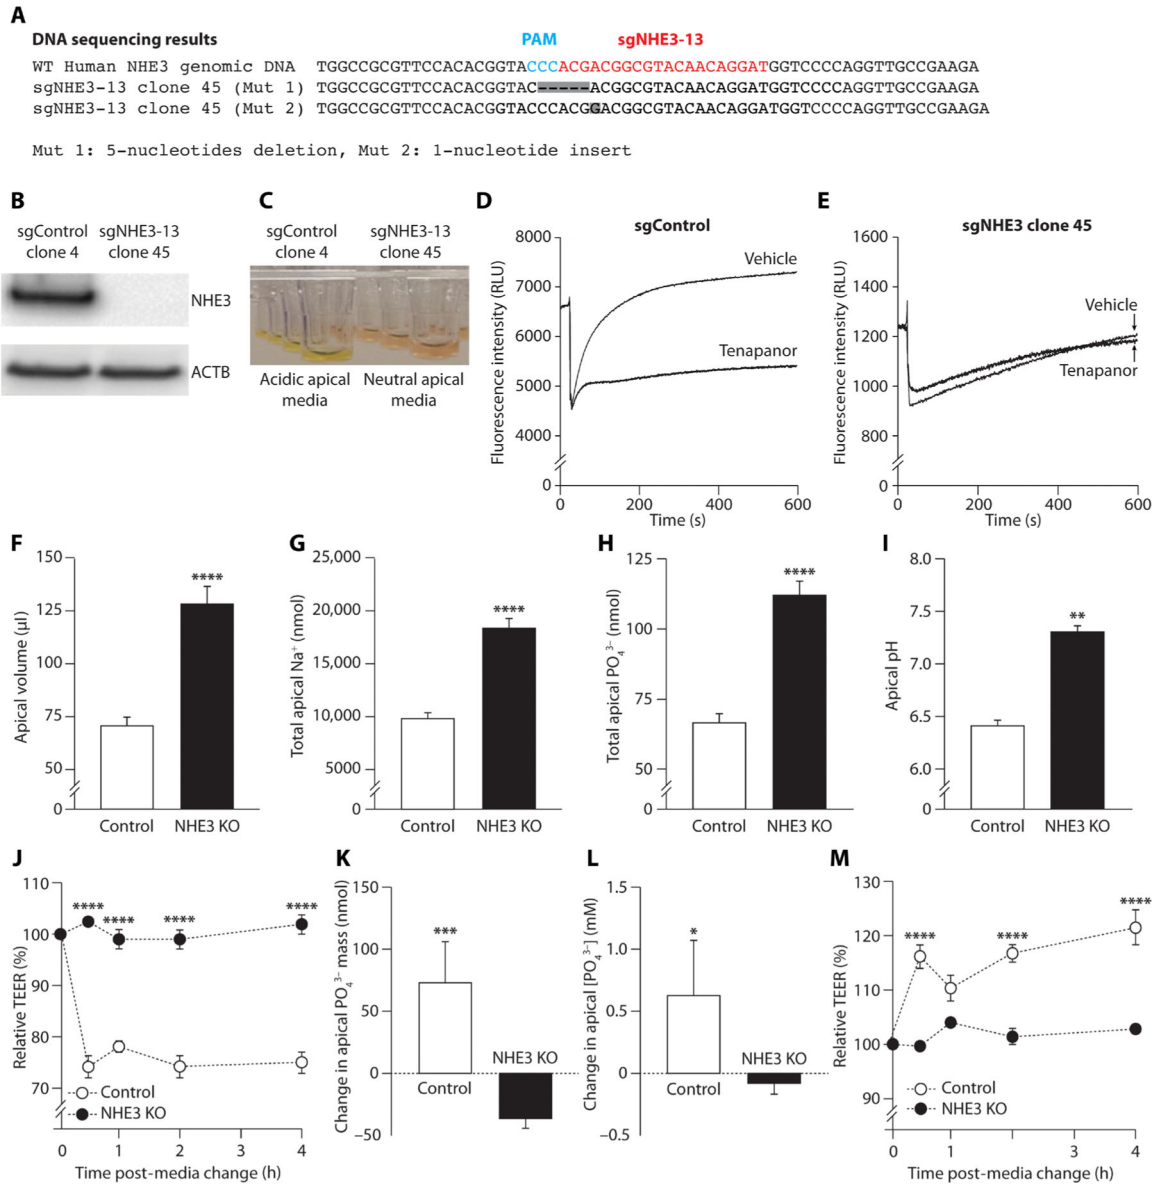 A
DNA sequencing results PAM sgNHE3-13
WT Human NHE3 genomic DNA TGGCCGCGTTCCACACGGTACCCACGACGGCGTACAACAGGATGGTCCCCAGGTTGCCGAAGA
sgNHE3-13 clone 45 (Mut 1) TGGCCGCGTTCCACACGGTAC-----ACGGCGTACAACAGGATGGTCCCCAGGTTGCCGAAGA
sgNHE3-13 clone 45 (Mut 2) TGGCCGCGTTCCACACGGTACCCACGGACGGCGTACAACAGGATGGTCCCCAGGTTGCCGAAGA
Mut 1: 5-nucleotides deletion, Mut 2: 1-nucleotide insert
B
sgControl clone 4
sgNHE3-13 clone 45
NHE3
ACTB
C
sgControl clone 4
sgNHE3-13 clone 45
Acidic apical media
Neutral apical media
D
sgControl
Fluorescence intensity (RLU)
8000
7000
6000
5000
4000
0
Vehicle
Tenapanor
0 200 400 600
Time (s)
E
sgNHE3 clone 45
Fluorescence intensity (RLU)
1600
1400
1200
1000
800
0
Vehicle
Tenapanor
0 200 400 600
Time (s)
F
Apical volume (µl)
150
125
100
75
50
0
****
Control NHE3 KO
G
Total apical Na⁺ (nmol)
25,000
20,000
15,000
10,000
5000
0
****
Control NHE3 KO
H
Total apical PO₄³⁻ (nmol)
125
100
75
50
0
****
Control NHE3 KO
I
Apical pH
8.0
7.5
7.0
6.5
6.0
0
**
Control NHE3 KO
J
Relative TEER (%)
110
100
90
80
70
**** **** **** ****
Control
NHE3 KO
0 1 2 3 4
Time post-media change (h)
K
Change in apical PO₄³⁻ mass (nmol)
150
100
50
0
–50
***
Control
NHE3 KO
L
Change in apical [PO₄³⁻] (mM)
1.5
1.0
0.5
0
–0.5
*
Control
NHE3 KO
M
Relative TEER (%)
130
120
110
100
90
**** **** ****
Control
NHE3 KO
0 1 2 3 4
Time post-media change (h)